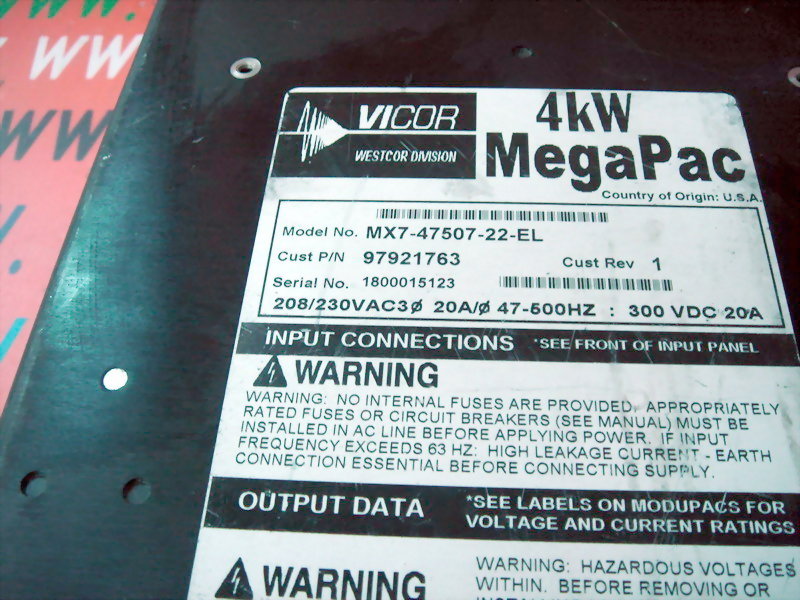 WW.
WW
WWW
WW
VICOR
WESTCOR DIVISION
4kW
MegaPac
Country of Origin: U.S.A.
Model No. MX7-47507-22-EL
Cust P/N 97921763 Cust Rev 1
Serial No. 1800015123
208/230VAC3ø 20A/ø 47-500HZ : 300 VDC 20A
INPUT CONNECTIONS *SEE FRONT OF INPUT PANEL
WARNING
WARNING: NO INTERNAL FUSES ARE PROVIDED, APPROPRIATELY
RATED FUSES OR CIRCUIT BREAKERS (SEE MANUAL) MUST BE
INSTALLED IN AC LINE BEFORE APPLYING POWER. IF INPUT
FREQUENCY EXCEEDS 63 HZ: HIGH LEAKAGE CURRENT - EARTH
CONNECTION ESSENTIAL BEFORE CONNECTING SUPPLY.
OUTPUT DATA *SEE LABELS ON MODUPACS FOR
VOLTAGE AND CURRENT RATINGS
WARNING
WARNING: HAZARDOUS VOLTAGES
WITHIN. BEFORE REMOVING OR